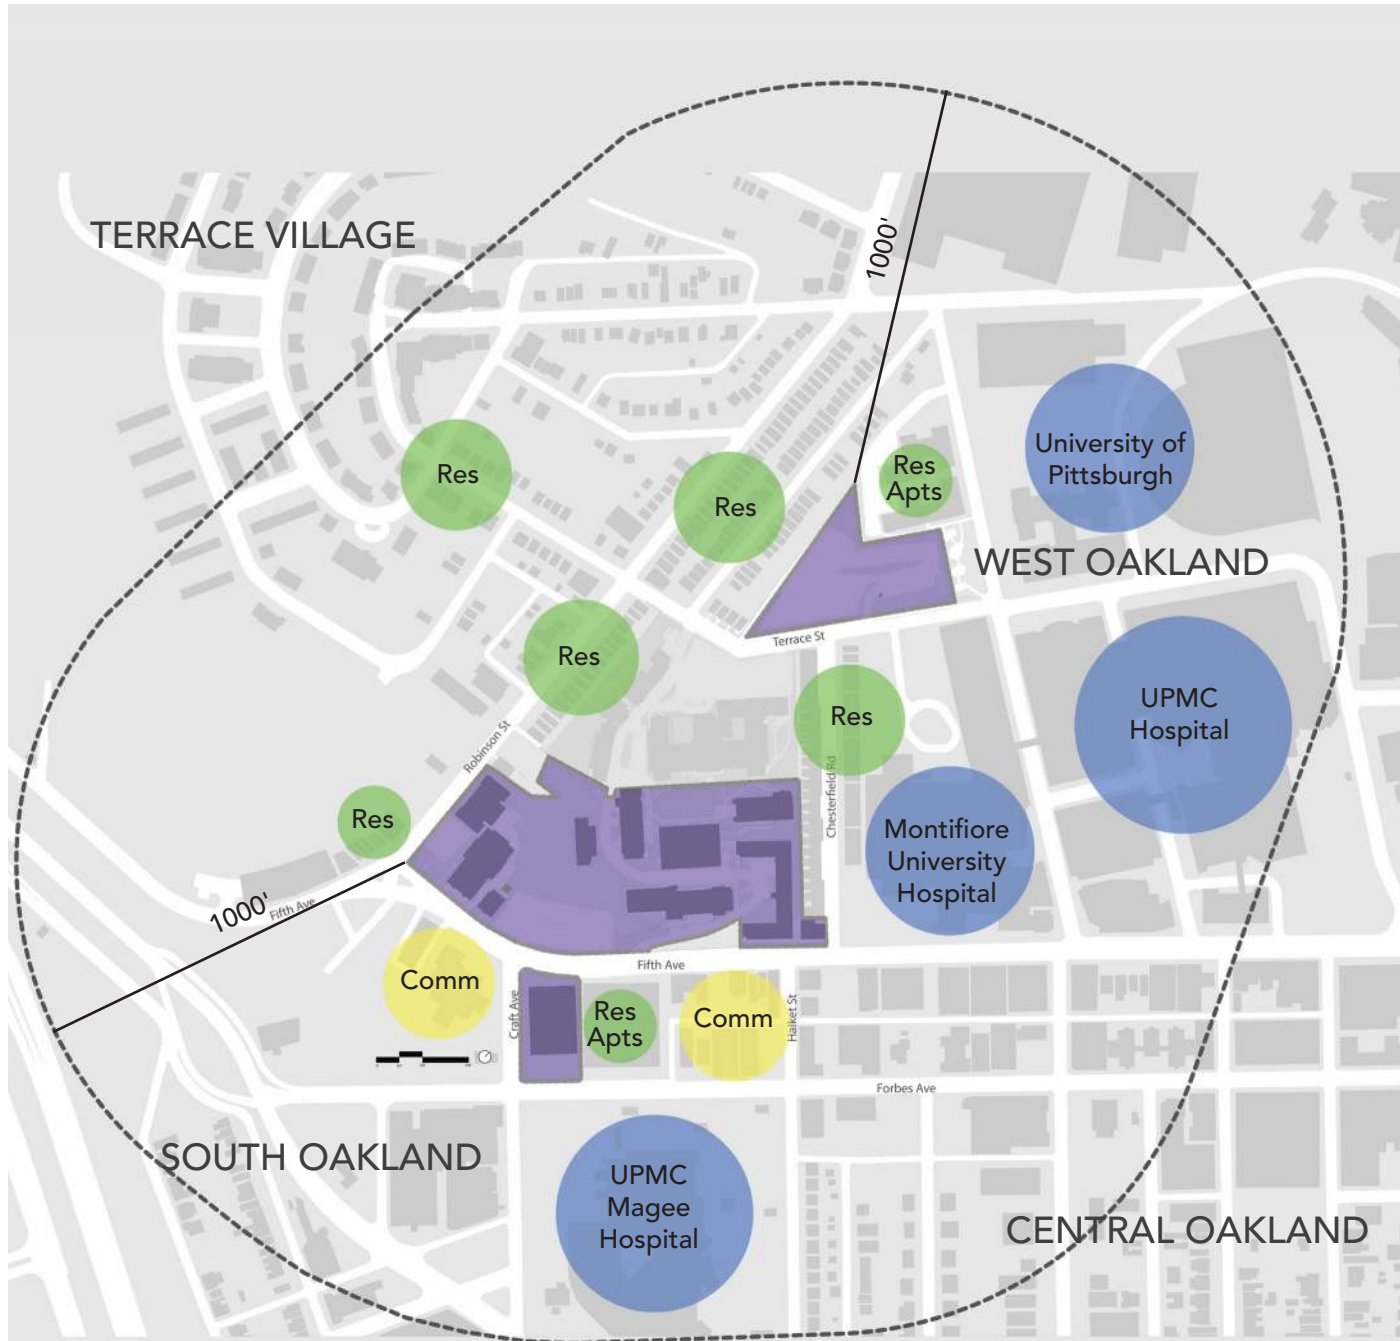 TERRACE VILLAGE
1000'
University of
Pittsburgh
Res
Apts
Res
Res
WEST OAKLAND
Terrace St
Res
UPMC
Hospital
Res
Robinson St
Chesterfield Rd
Res
Montifiore
University
Hospital
1000'
Fifth Ave
Fifth Ave
Comm
Craft Ave
Res
Apts
Comm
Halket St
Forbes Ave
SOUTH OAKLAND
UPMC
Magee
Hospital
CENTRAL OAKLAND